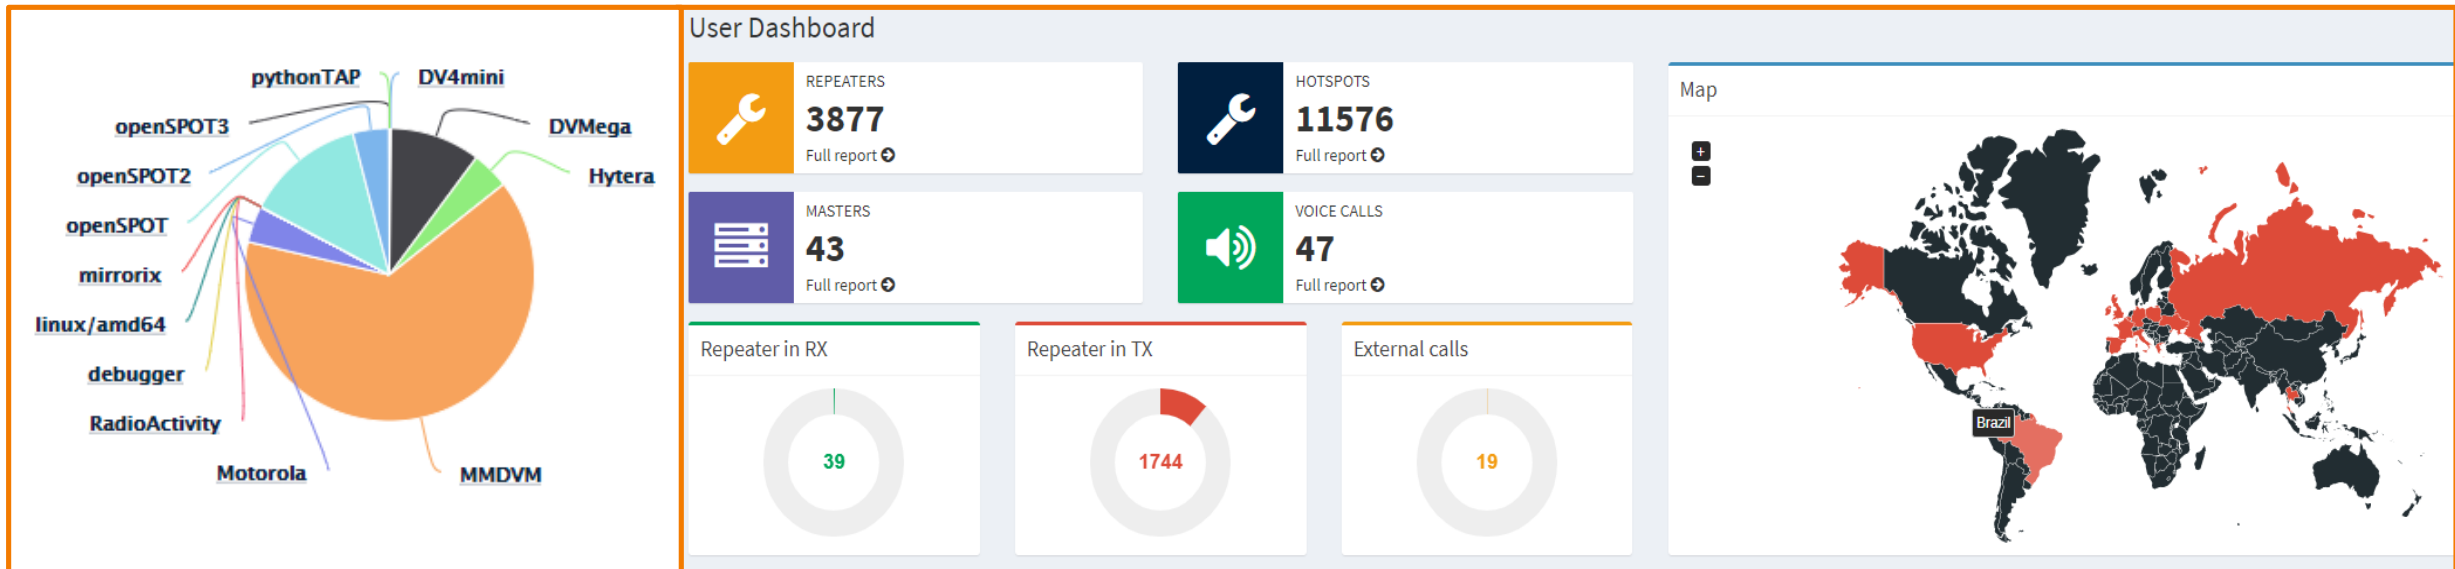 pythonTAP
DV4mini
openSPOT3
DVMega
openSPOT2
Hytera
openSPOT
mirrorix
linux/amd64
debugger
RadioActivity
Motorola
MMDVM
User Dashboard
REPEATERS
3877
Full report
HOTSPOTS
11576
Full report
MASTERS
43
Full report
VOICE CALLS
47
Full report
Repeater in RX
39
Repeater in TX
1744
External calls
19
Map
+
−
Brazil